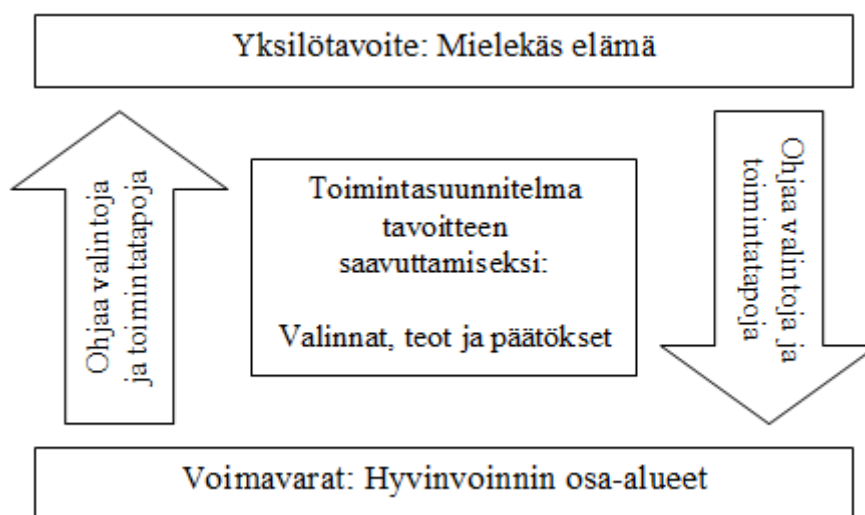 Yksilötavoite: Mielekäs elämä
Ohjaa valintoja
ja toimintatapoja
Toimintasuunnitelma
tavoitteen
saavuttamiseksi:
Valinnat, teot ja päätökset
Ohjaa valintoja ja
toimintatapoja
Voimavarat: Hyvinvoinnin osa-alueet